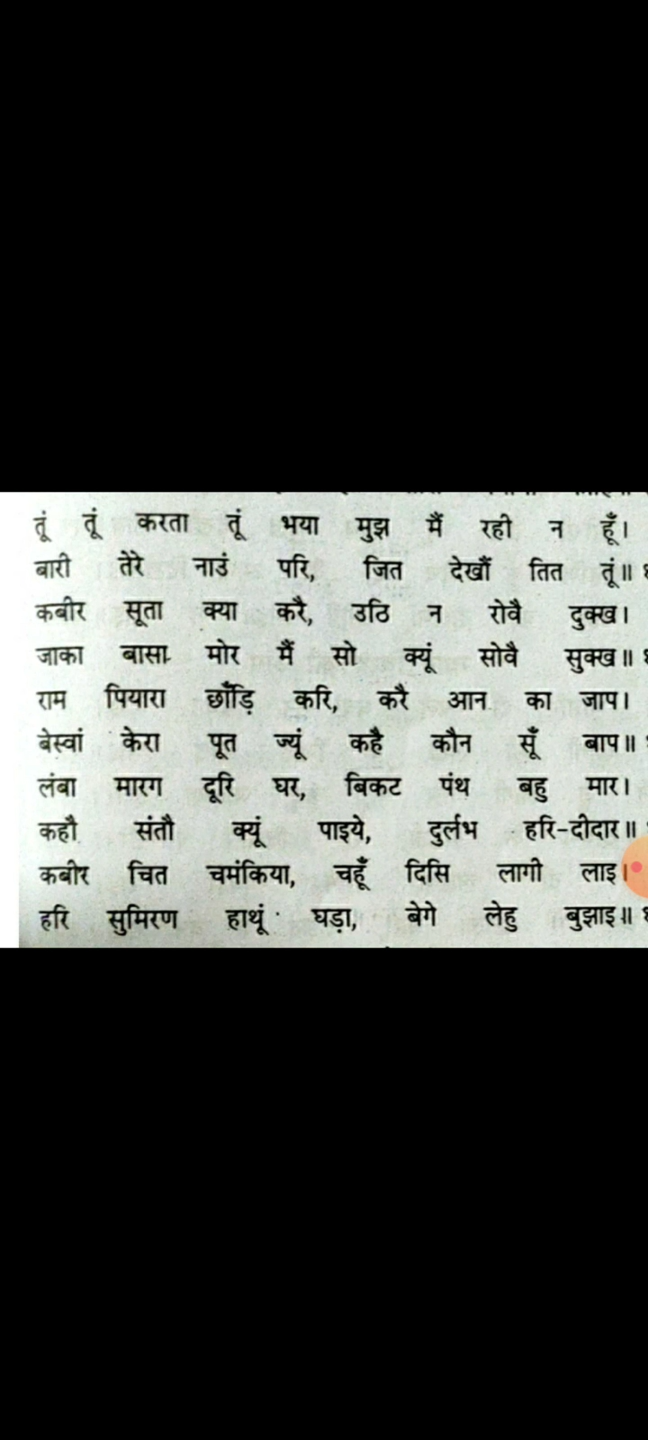 तूं तूं करता तूं भया मुझ मैं रही न हूँ।
बारी तेरे नाउं परि, जित देखौं तित तूं॥
कबीर सूता क्या करै, उठि न रोवै दुक्ख।
जाका बासा मोर मैं सो क्यूं सोवै सुक्ख॥
राम पियारा छाँड़ि करि, करै आन का जाप।
बेस्वां केरा पूत ज्यूं कहै कौन सूँ बाप॥
लंबा मारग दूरि घर, बिकट पंथ बहु मार।
कहौ संतौ क्यूं पाइये, दुर्लभ हरि-दीदार॥
कबीर चित चमंकिया, चहूँ दिसि लागी लाइ।
हरि सुमिरण हाथूं घड़ा, बेगे लेहु बुझाइ॥